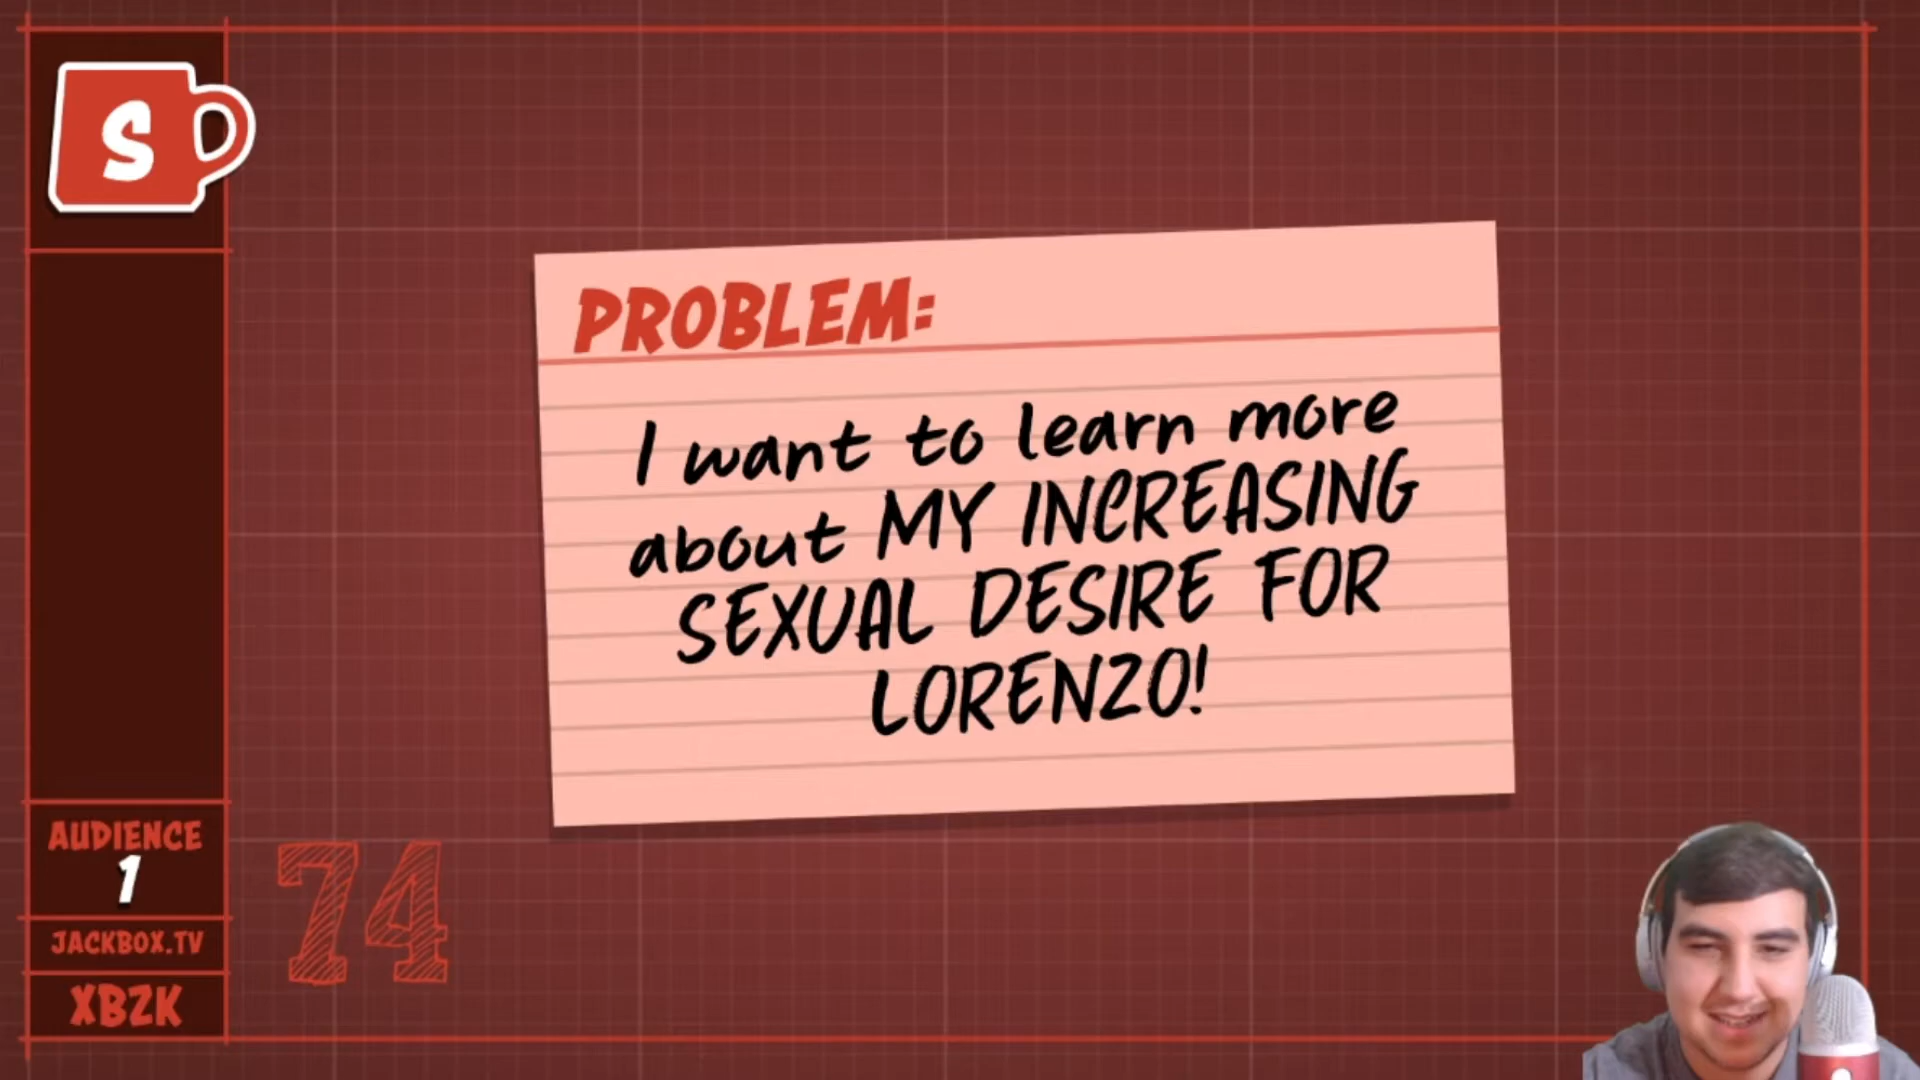 S
PROBLEM:
I want to learn more
about MY INCREASING
SEXUAL DESIRE FOR
LORENZO!
AUDIENCE
1
JACKBOX.TV
XBZK
74